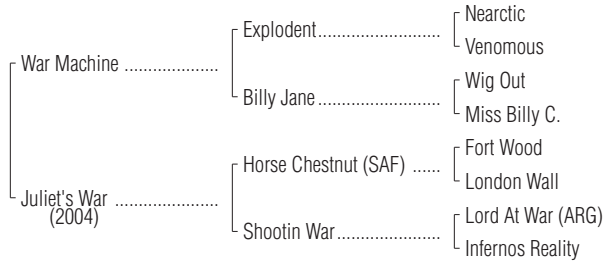 Nearctic
Explodent..........................
Venomous
War Machine ....................
Wig Out
Billy Jane..........................
Miss Billy C.
Fort Wood
Horse Chestnut (SAF) ......
London Wall
Juliet's War ......................
(2004)
Lord At War (ARG)
Shootin War......................
Infernos Reality